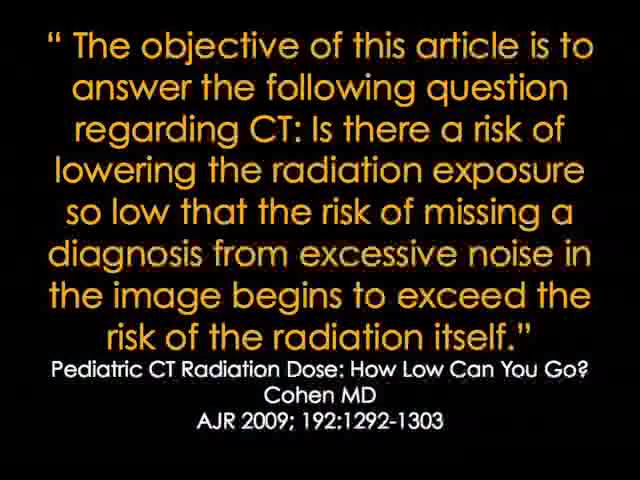 “ The objective of this article is to
answer the following question
regarding CT: Is there a risk of
lowering the radiation exposure
so low that the risk of missing a
diagnosis from excessive noise in
the image begins to exceed the
risk of the radiation itself.”
Pediatric CT Radiation Dose: How Low Can You Go?
Cohen MD
AJR 2009; 192:1292-1303